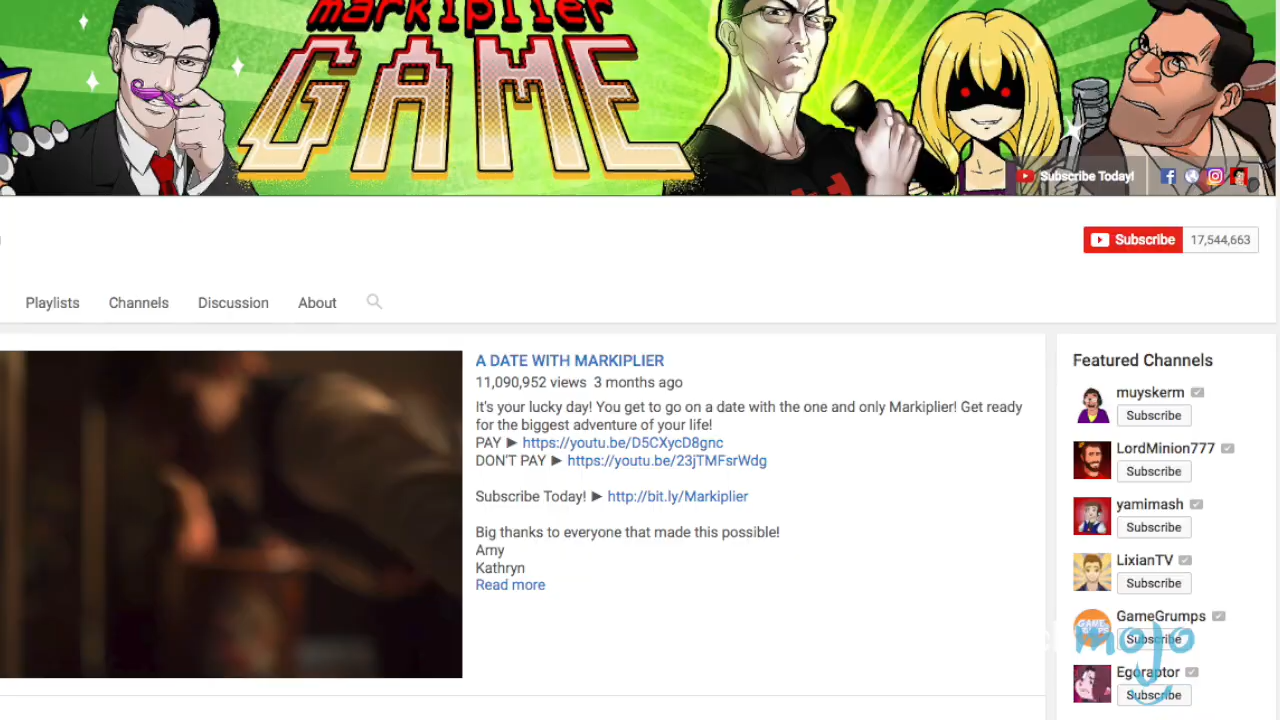 markiplier
GAME
Subscribe Today!
Subscribe 17,544,663
Playlists Channels Discussion About
A DATE WITH MARKIPLIER
11,090,952 views 3 months ago
It's your lucky day! You get to go on a date with the one and only Markiplier! Get ready
for the biggest adventure of your life!
PAY ► https://youtu.be/D5CXycD8gnc
DON'T PAY ► https://youtu.be/23jTMFsrWdg
Subscribe Today! ► http://bit.ly/Markiplier
Big thanks to everyone that made this possible!
Amy
Kathryn
Read more
Featured Channels
muyskerm
Subscribe
LordMinion777
Subscribe
yamimash
Subscribe
LixianTV
Subscribe
GameGrumps
Subscribe
Egoraptor
Subscribe
mojo